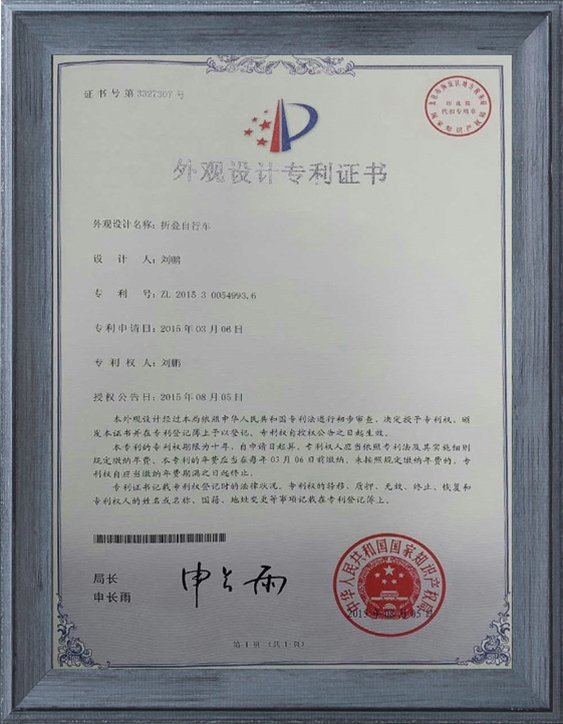 证书号第3327507号
外观设计专利证书
外观设计名称：折叠自行车
设计人：刘鹏
专利号：ZL 2015 3 0054993.6
专利申请日：2015年03月06日
专利权人：刘鹏
授权公告日：2015年08月05日
本外观设计经过本局依照中华人民共和国专利法进行初步审查，决定授予专利权，颁
发本证书并在专利登记簿上予以登记，专利权自授权公告之日起生效。
本专利的专利权期限为十年，自申请日起算。专利权人应当依照专利法及其实施细则
规定缴纳年费。本专利的年费应当在每年03月06日前缴纳。未按照规定缴纳年费的，专
利权自应当缴纳年费期满之日起终止。
专利证书记载专利权登记时的法律状况。专利权的转移、质押、无效、终止、恢复和
专利权人的姓名或名称、国籍、地址变更等事项记载在专利登记簿上。
局长
申长雨
申长雨
中华人民共和国国家知识产权局
2015年08月05日
第1页（共1页）